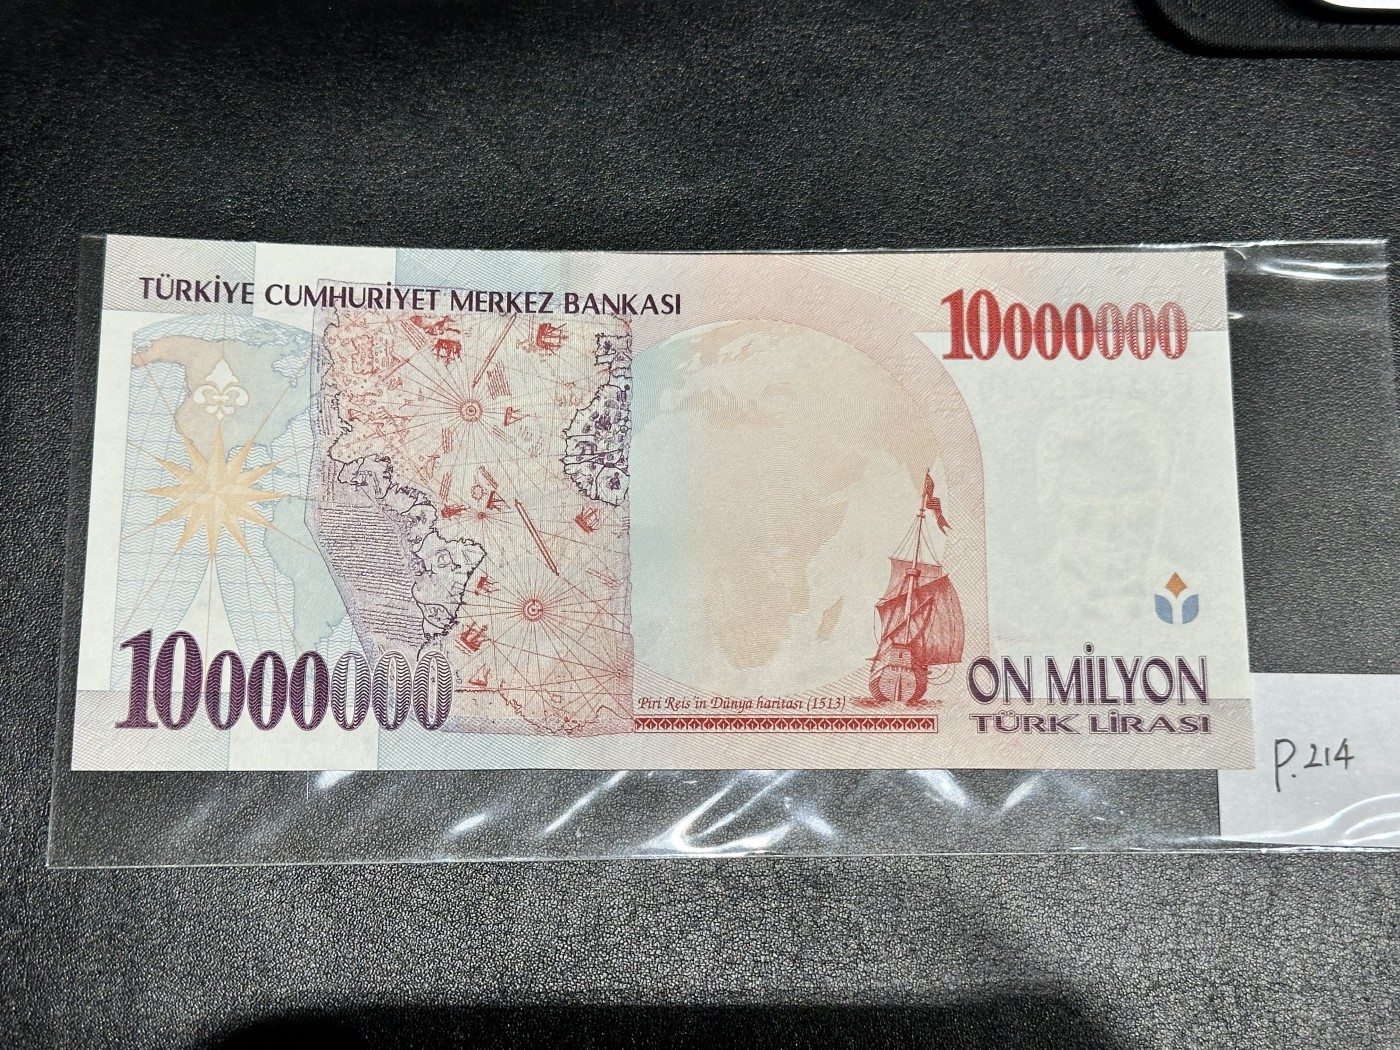 TÜRKİYE CUMHURİYET MERKEZ BANKASI
10000000
10000000
Piri Reis'in Dünya haritası (1513)
ON MİLYON
TÜRK LİRASI
P.214